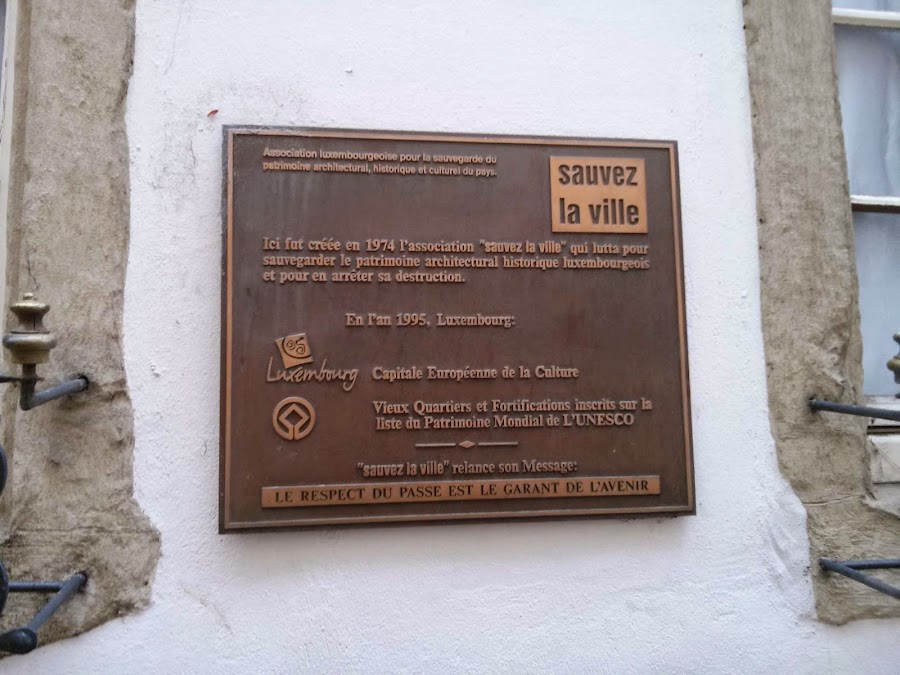 Association luxembourgeoise pour la sauvegarde du
patrimoine architectural, historique et culturel du pays.
sauvez
la ville
Ici fut créée en 1974 l'association "sauvez la ville" qui lutta pour
sauvegarder le patrimoine architectural historique luxembourgeois
et pour en arrêter sa destruction.
En l'an 1995, Luxembourg:
95
Luxembourg
Capitale Européenne de la Culture
Vieux Quartiers et Fortifications inscrits sur la
liste du Patrimoine Mondial de L'UNESCO
"sauvez la ville" relance son Message:
LE RESPECT DU PASSE EST LE GARANT DE L'AVENIR